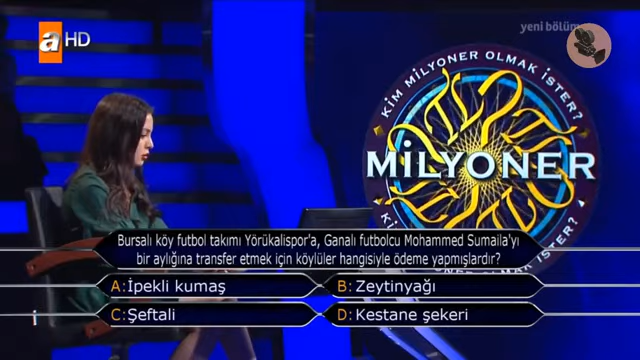 a HD
yeni bölüm
KİM MİLYONER OLMAK İSTER?
MİLYONER
Bursalı köy futbol takımı Yörükalispor'a, Ganalı futbolcu Mohammed Sumaila'yı
bir aylığına transfer etmek için köylüler hangisiyle ödeme yapmışlardır?
A: İpekli kumaş
B: Zeytinyağı
C: Şeftali
D: Kestane şekeri